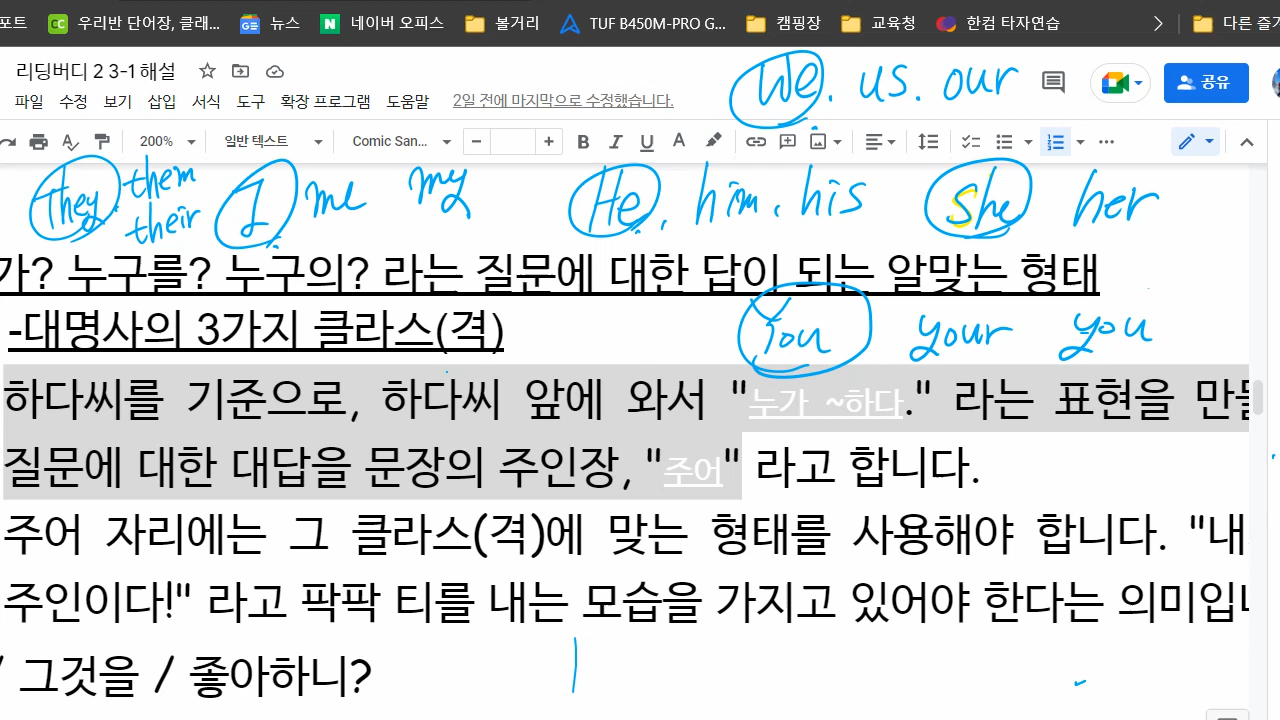 포트 우리반 단어장, 클래... 뉴스 네이버 오피스 볼거리 TUF B450M-PRO G... 캠핑장 교육청 한컴 타자연습 다른 즐겨
리딩버디 2 3-1 해설
We. us. our
공유
파일 수정 보기 삽입 서식 도구 확장 프로그램 도움말 2일 전에 마지막으로 수정했습니다.
200% 일반 텍스트 Comic San... B I U A
They. them their I me my He, him, his She her
가? 누구를? 누구의? 라는 질문에 대한 답이 되는 알맞는 형태
-대명사의 3가지 클라스(격)
You your you
하다씨를 기준으로, 하다씨 앞에 와서 "누가 ~하다." 라는 표현을 만들
질문에 대한 대답을 문장의 주인장, "주어" 라고 합니다.
주어 자리에는 그 클라스(격)에 맞는 형태를 사용해야 합니다. "내
주인이다!" 라고 팍팍 티를 내는 모습을 가지고 있어야 한다는 의미입니
/ 그것을 / 좋아하니?